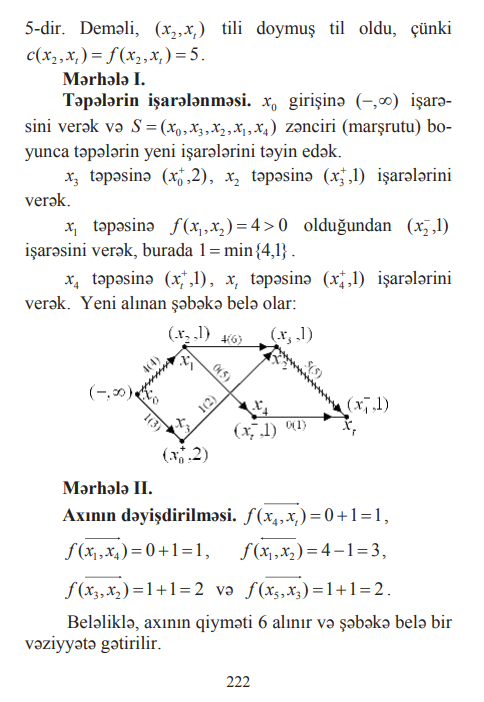 5-dir. Deməli, (x₂,xₜ) tili doymuş til oldu, çünki
c(x₂,xₜ) = f(x₂,xₜ) = 5.
Mərhələ I.
Təpələrin işarələnməsi. x₀ girişinə (−,∞) işarə-
sini verək və S = (x₀,x₃,x₂,x₁,x₄) zənciri (marşrutu) bo-
yunca təpələrin yeni işarələrini təyin edək.
x₃ təpəsinə (x₀⁺,2), x₂ təpəsinə (x₃⁺,1) işarələrini
verək.
x₁ təpəsinə f(x₁,x₂) = 4 > 0 olduğundan (x₂⁻,1)
işarəsini verək, burada 1 = min{4,1}.
x₄ təpəsinə (xₜ⁺,1), xₜ təpəsinə (x₄⁺,1) işarələrini
verək. Yeni alınan şəbəkə belə olar:
(x₂⁻,1) 4(6) (x₃⁺,1)
4(4) x₁ 0(5) x₂ 5(5)
(−,∞) x₀ 1(2) x₄ (x₄⁻,1)
1(3) x₃ (xₜ⁻,1) 0(1) xₜ
(x₀⁺,2)
Mərhələ II.
Axının dəyişdirilməsi. f(x₄,xₜ) = 0 + 1 = 1,
f(x₁,x₄) = 0 + 1 = 1, f(x₁,x₂) = 4 − 1 = 3,
f(x₃,x₂) = 1 + 1 = 2 və f(x₅,x₃) = 1 + 1 = 2.
Beləliklə, axının qiyməti 6 alınır və şəbəkə belə bir
vəziyyətə gətirilir.
222